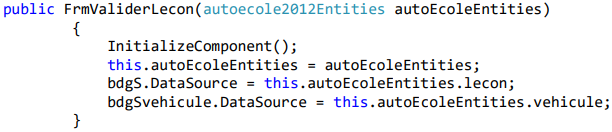 public FrmValiderLecon(autoecole2012Entities autoEcoleEntities)
{
InitializeComponent();
this.autoEcoleEntities = autoEcoleEntities;
bdgS.DataSource = this.autoEcoleEntities.lecon;
bdgSvehicule.DataSource = this.autoEcoleEntities.vehicule;
}